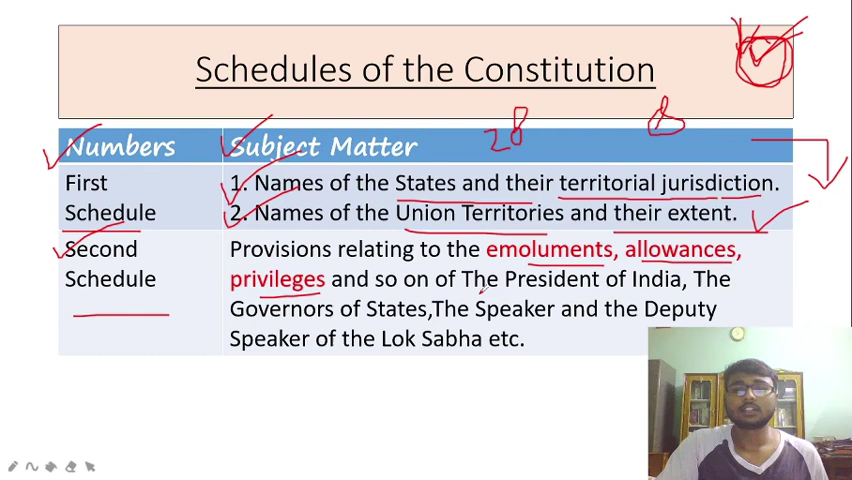 Schedules of the Constitution
28 8
Numbers Subject Matter
First Schedule 1. Names of the States and their territorial jurisdiction.
2. Names of the Union Territories and their extent.
Second Schedule Provisions relating to the emoluments, allowances,
privileges and so on of The President of India, The
Governors of States,The Speaker and the Deputy
Speaker of the Lok Sabha etc.